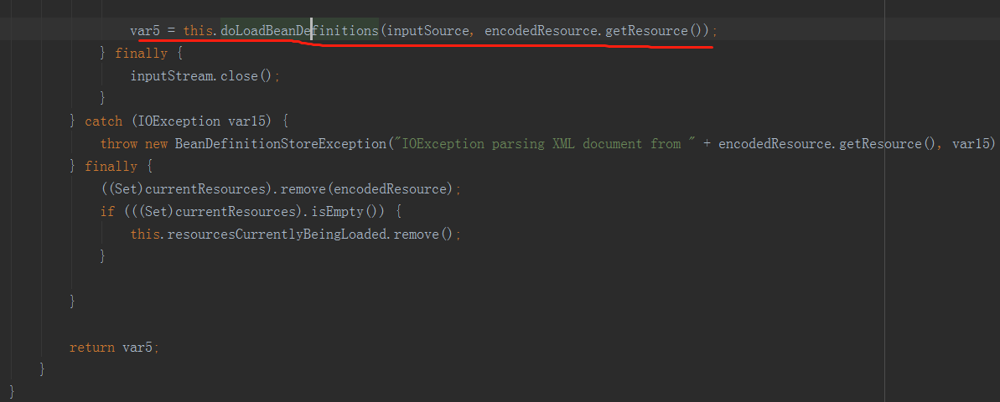 var5 = this.doLoadBeanDefinitions(inputSource, encodedResource.getResource());
} finally {
inputStream.close();
}
} catch (IOException var15) {
throw new BeanDefinitionStoreException("IOException parsing XML document from " + encodedResource.getResource(), var15)
} finally {
((Set)currentResources).remove(encodedResource);
if (((Set)currentResources).isEmpty()) {
this.resourcesCurrentlyBeingLoaded.remove();
}
}
return var5;
}
}